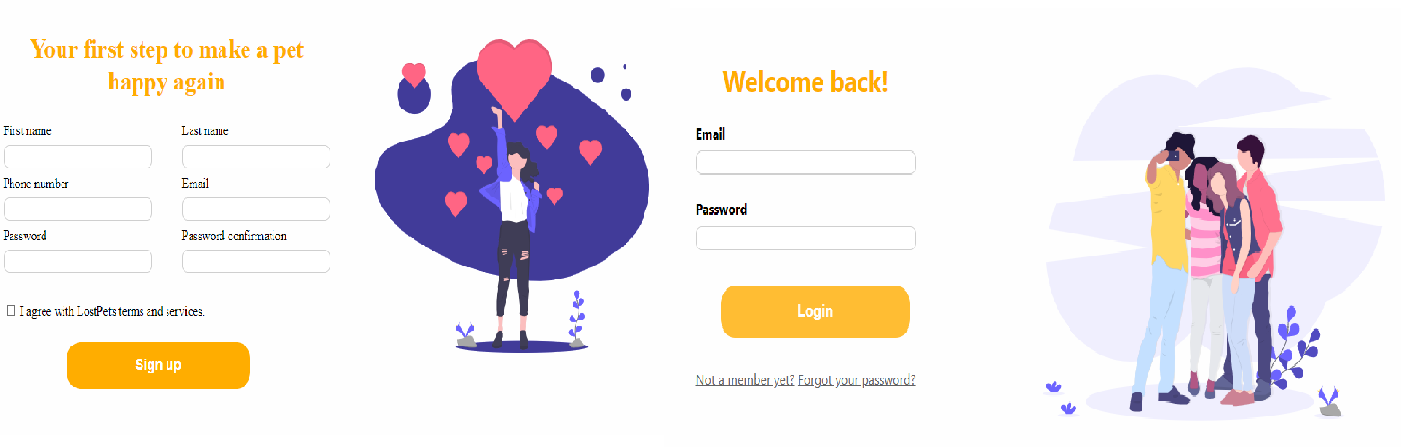 Your first step to make a pet
happy again
First name
Last name
Phone number
Email
Password
Password confirmation
I agree with LostPets terms and services.
Sign up
Welcome back!
Email
Password
Login
Not a member yet? Forgot your password?